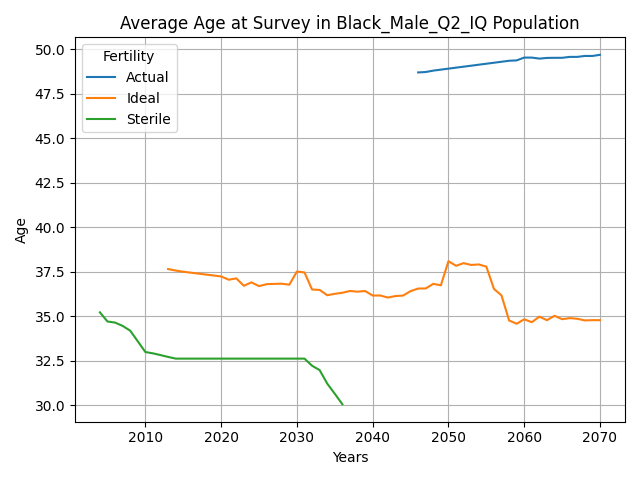 Average Age at Survey in Black_Male_Q2_IQ Population
Fertility
Actual
Ideal
Sterile
Age
50.0
47.5
45.0
42.5
40.0
37.5
35.0
32.5
30.0
2010 2020 2030 2040 2050 2060 2070
Years